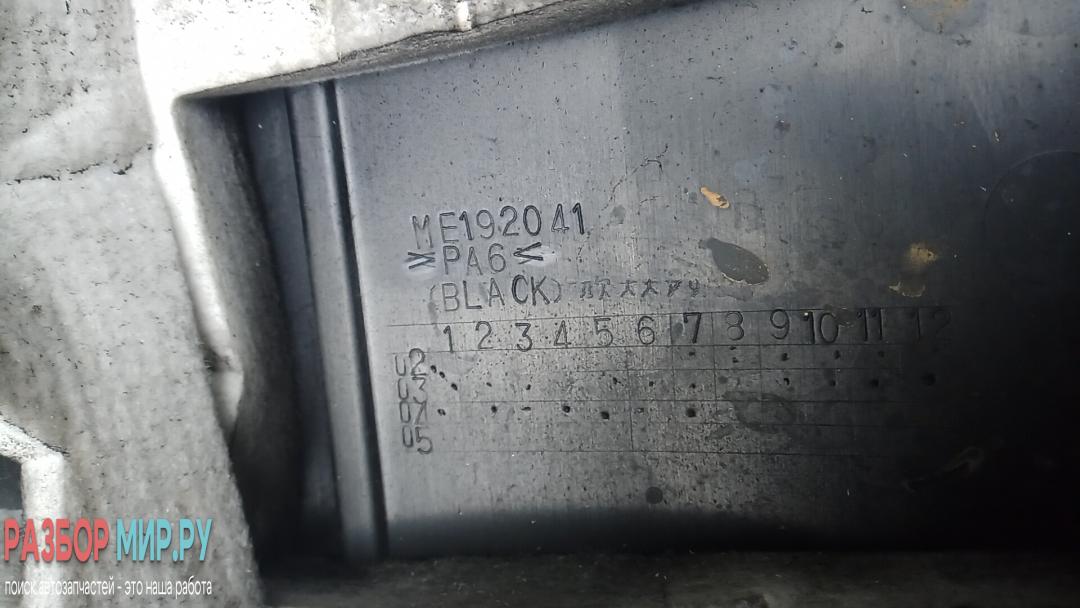 ME192041
>PA6<
(BLACK)
1 2 3 4 5 6 7 8 9 10 11 12
02
03
04
05
РАЗБОР МИР.РУ
поиск автозапчастей - это наша работа